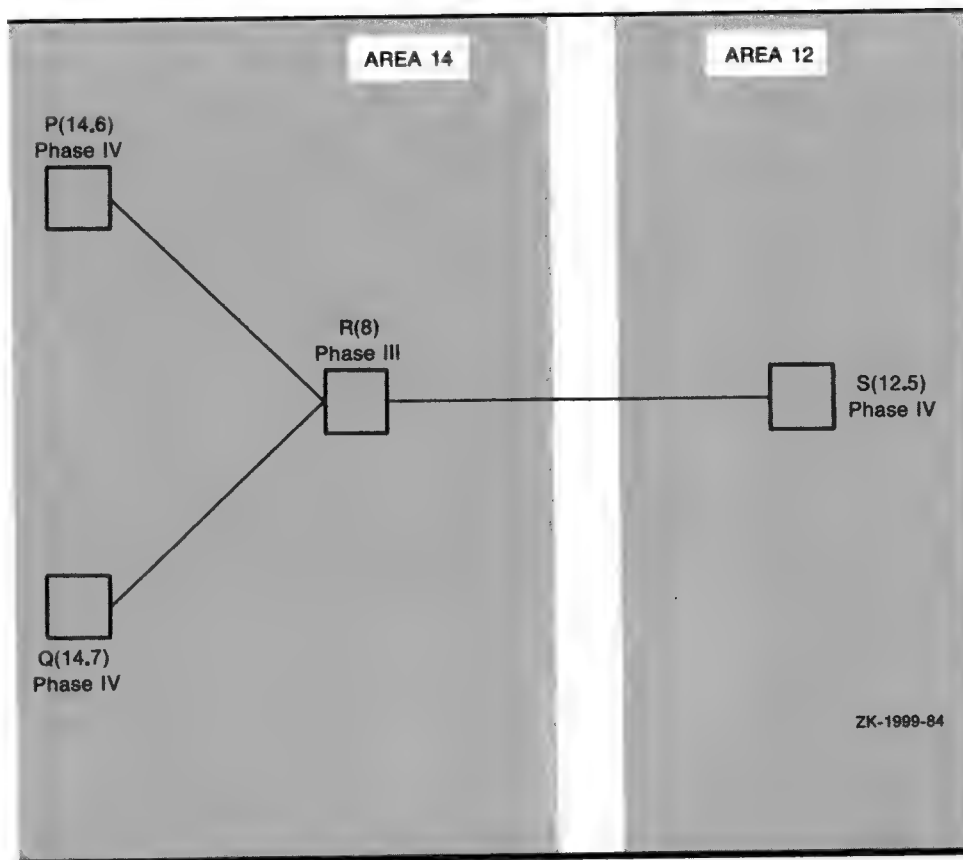 AREA 14
AREA 12
P(14.6)
Phase IV
R(8)
Phase III
S(12.5)
Phase IV
Q(14.7)
Phase IV
ZK-1999-84